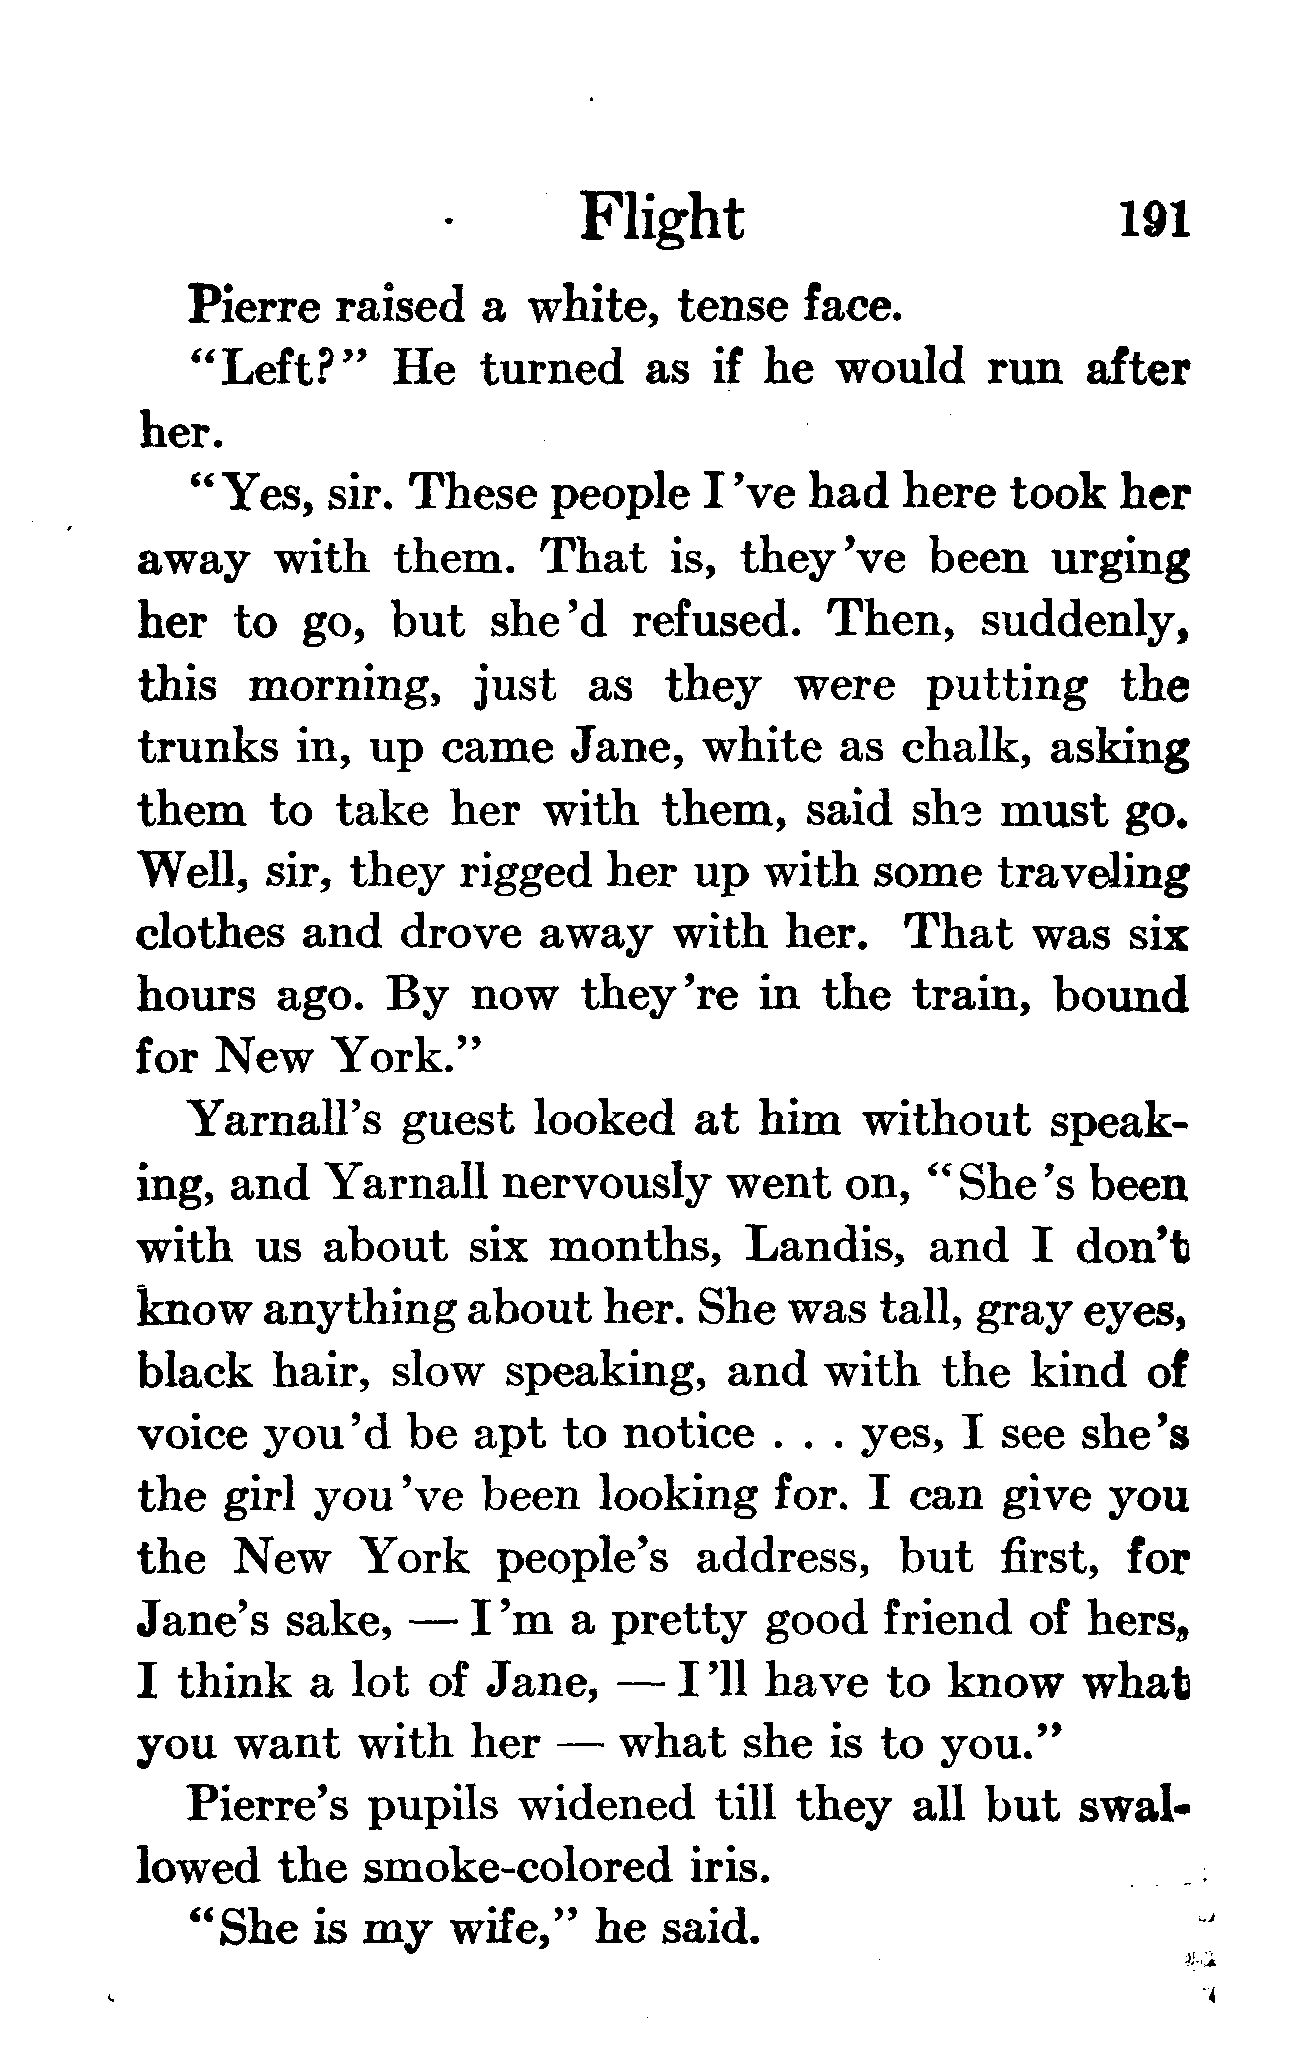 Flight 191
Pierre raised a white, tense face.
"Left?" He turned as if he would run after
her.
"Yes, sir. These people I 've had here took her
away with them. That is, they 've been urging
her to go, but she 'd refused. Then, suddenly,
this morning, just as they were putting the
trunks in, up came Jane, white as chalk, asking
them to take her with them, said she must go.
Well, sir, they rigged her up with some traveling
clothes and drove away with her. That was six
hours ago. By now they 're in the train, bound
for New York."
Yarnall's guest looked at him without speak-
ing, and Yarnall nervously went on, "She 's been
with us about six months, Landis, and I don't
know anything about her. She was tall, gray eyes,
black hair, slow speaking, and with the kind of
voice you 'd be apt to notice . . . yes, I see she 's
the girl you 've been looking for. I can give you
the New York people's address, but first, for
Jane's sake, — I 'm a pretty good friend of hers,
I think a lot of Jane, — I 'll have to know what
you want with her — what she is to you."
Pierre's pupils widened till they all but swal-
lowed the smoke-colored iris.
"She is my wife," he said.